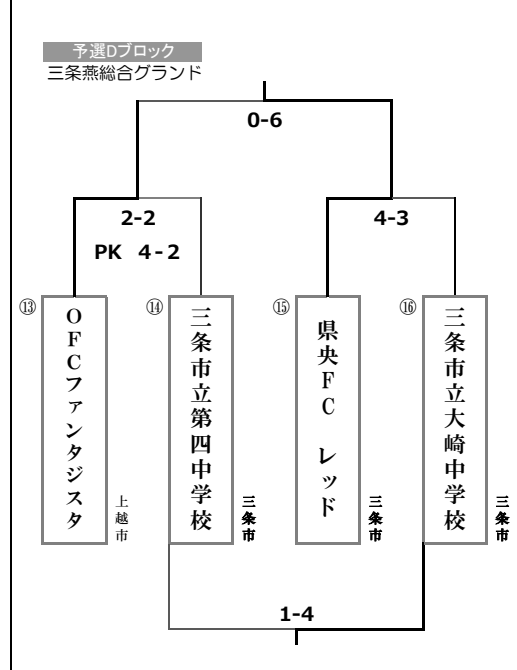 予選Dブロック
三条燕総合グランド
0-6
2-2
PK 4-2
4-3
⑬
OFCファンタジスタ
上越市
⑭
三条市立第四中学校
三条市
⑮
県央FC レッド
三条市
⑯
三条市立大崎中学校
三条市
1-4